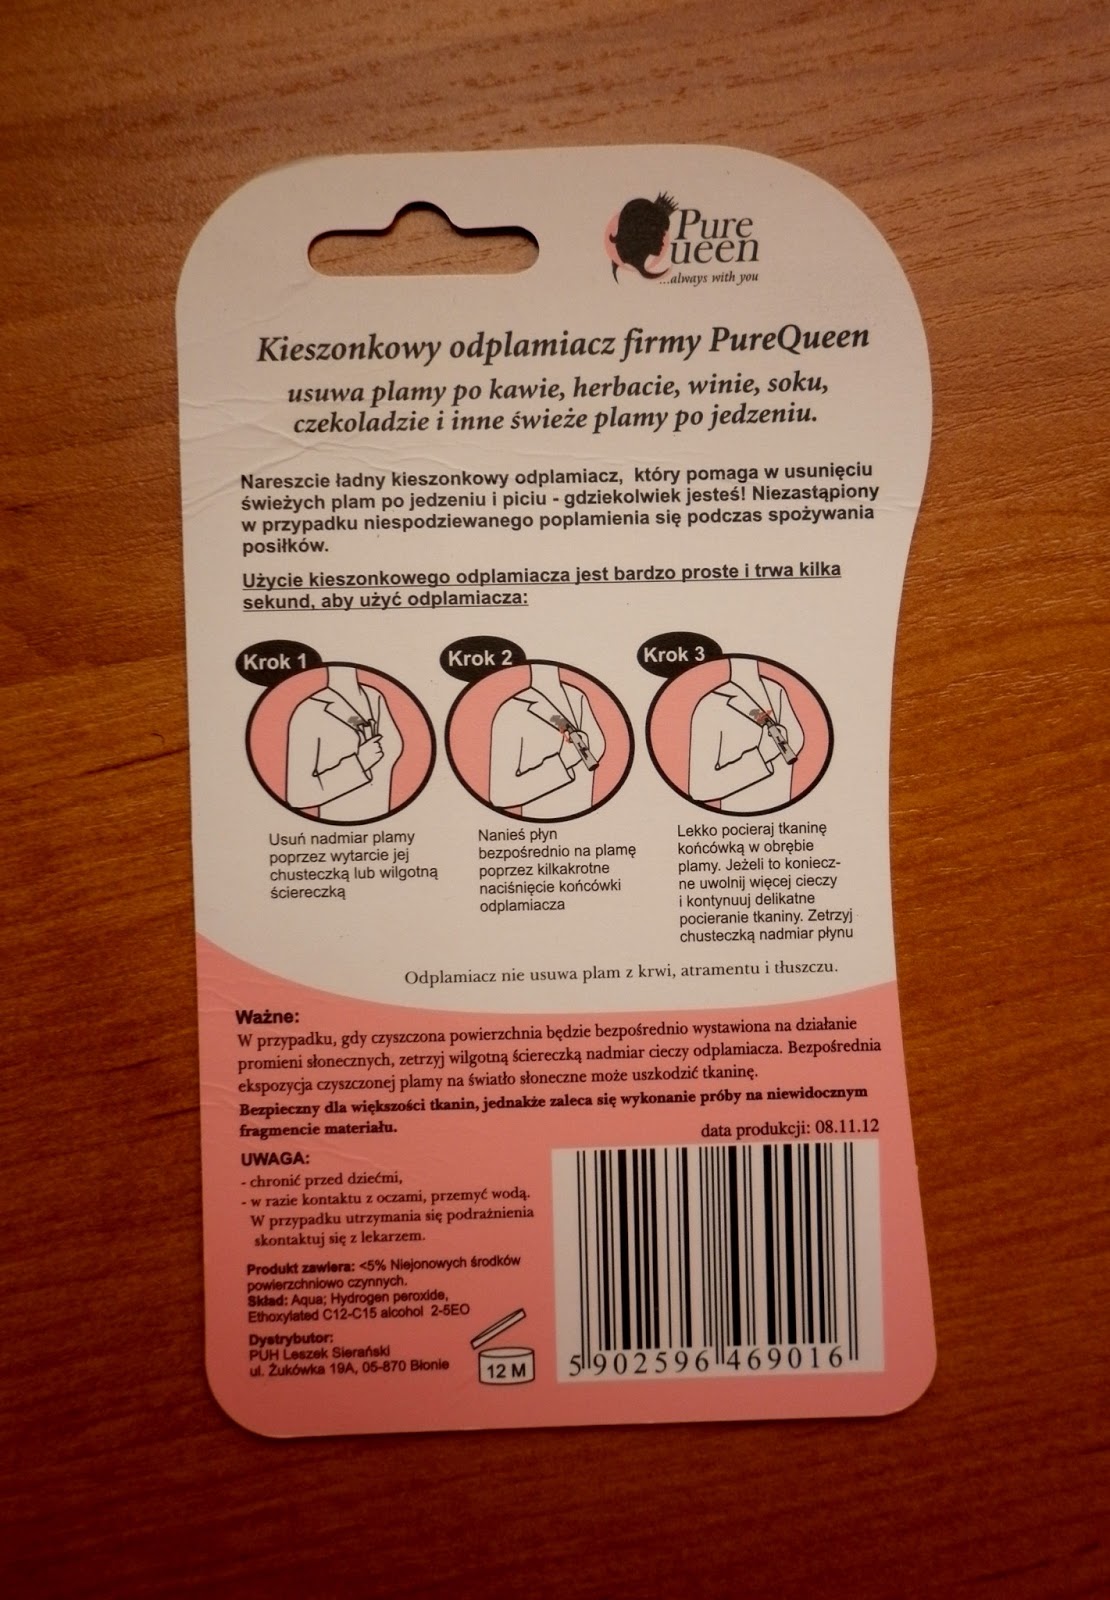 Pure
Queen
...always with you
Kieszonkowy odplamiacz firmy PureQueen
usuwa plamy po kawie, herbacie, winie, soku,
czekoladzie i inne świeże plamy po jedzeniu.
Nareszcie ładny kieszonkowy odplamiacz, który pomaga w usunięciu
świeżych plam po jedzeniu i piciu - gdziekolwiek jesteś! Niezastąpiony
w przypadku niespodziewanego poplamienia się podczas spożywania
posiłków.
Użycie kieszonkowego odplamiacza jest bardzo proste i trwa kilka
sekund, aby użyć odplamiacza:
Krok 1
Usuń nadmiar plamy
poprzez wytarcie jej
chusteczką lub wilgotną
ściereczką
Krok 2
Nanieś płyn
bezpośrednio na plamę
poprzez kilkakrotne
naciśnięcie końcówki
odplamiacza
Krok 3
Lekko pocieraj tkaninę
końcówką w obrębie
plamy. Jeżeli to koniecz-
ne uwolnij więcej cieczy
i kontynuuj delikatne
pocieranie tkaniny. Zetrzyj
chusteczką nadmiar płynu
Odplamiacz nie usuwa plam z krwi, atramentu i tłuszczu.
Ważne:
W przypadku, gdy czyszczona powierzchnia będzie bezpośrednio wystawiona na działanie
promieni słonecznych, zetrzyj wilgotną ściereczką nadmiar cieczy odplamiacza. Bezpośrednia
ekspozycja czyszczonej plamy na światło słoneczne może uszkodzić tkaninę.
Bezpieczny dla większości tkanin, jednakże zaleca się wykonanie próby na niewidocznym
fragmencie materiału.
data produkcji: 08.11.12
UWAGA:
- chronić przed dziećmi,
- w razie kontaktu z oczami, przemyć wodą.
W przypadku utrzymania się podrażnienia
skontaktuj się z lekarzem.
Produkt zawiera: <5% Niejonowych środków
powierzchniowo czynnych.
Skład: Aqua; Hydrogen peroxide,
Ethoxylated C12-C15 alcohol 2-5EO
Dystrybutor:
PUH Leszek Sierański
ul. Żukówka 19A, 05-870 Błonie
12 M
5 902596 469016